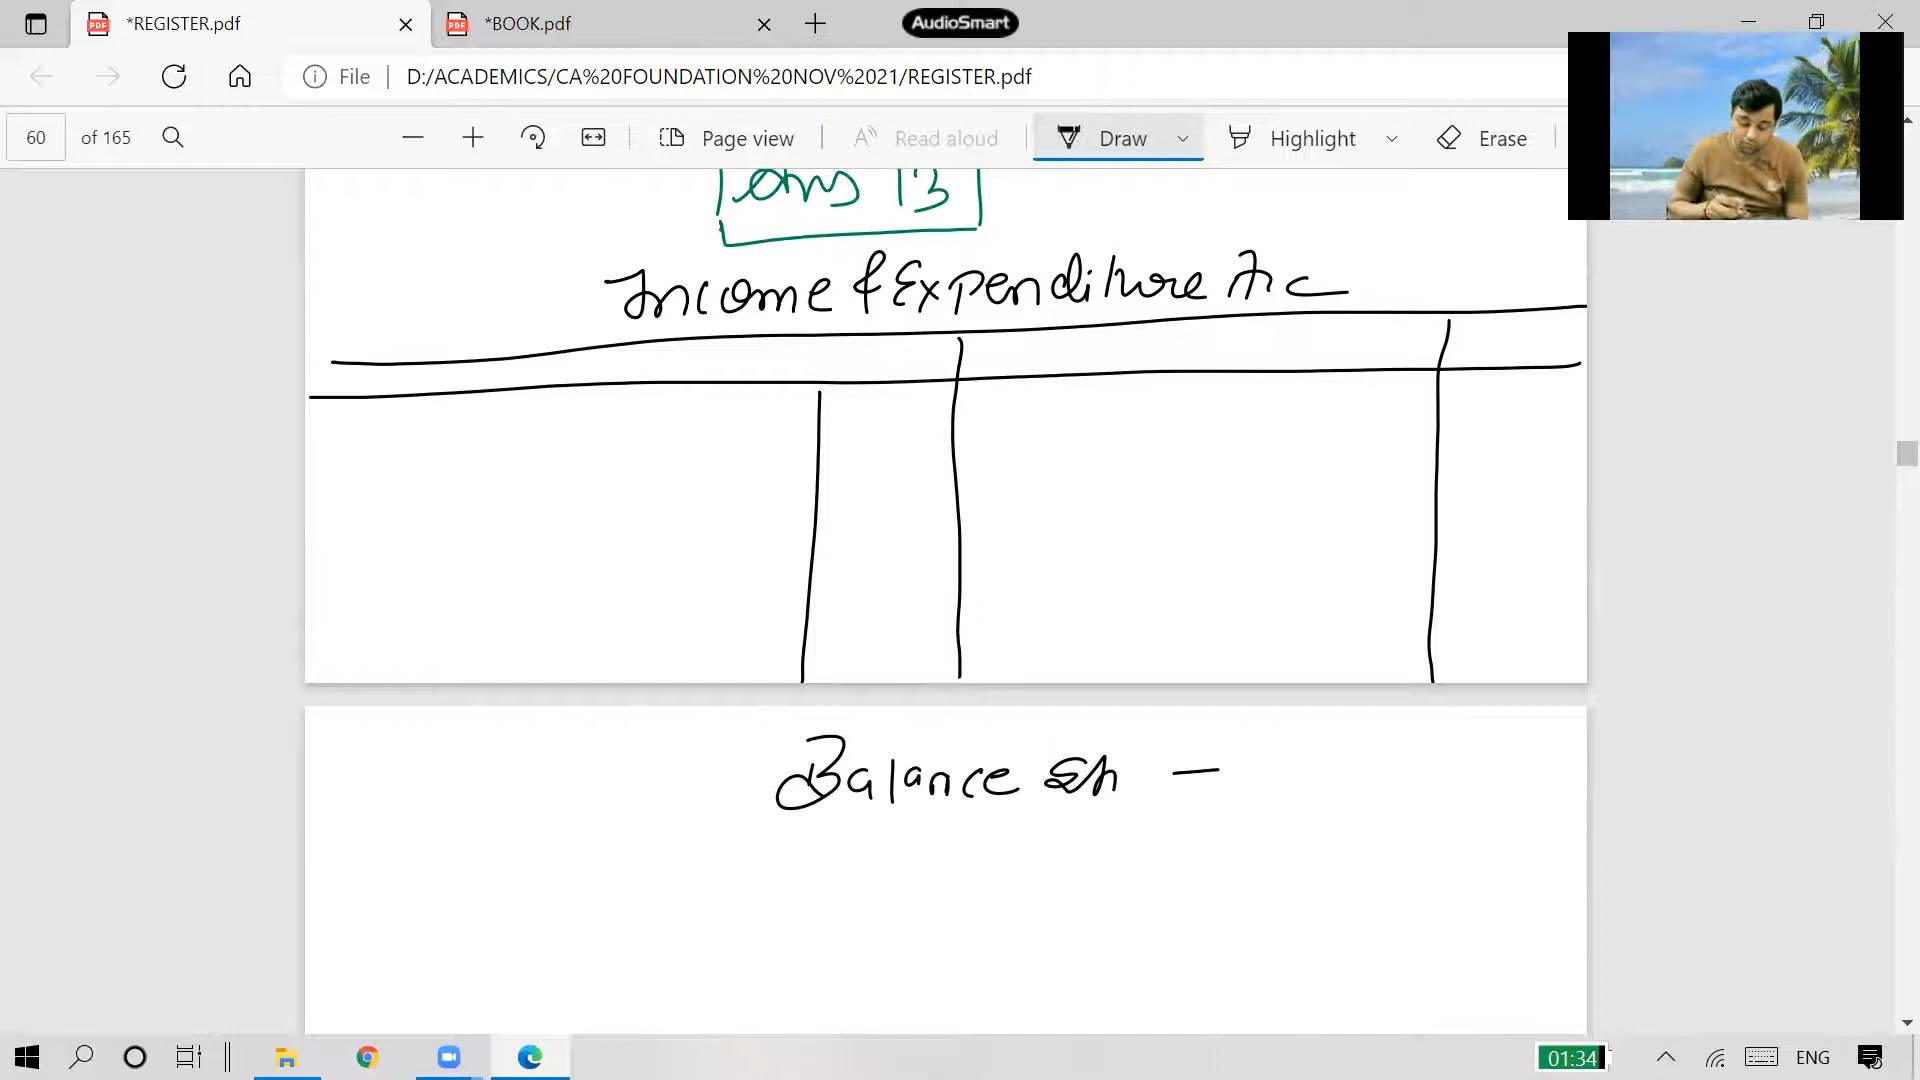 *REGISTER.pdf
*BOOK.pdf
AudioSmart
File
D:/ACADEMICS/CA%20FOUNDATION%20NOV%2021/REGISTER.pdf
60 of 165
Page view
Read aloud
Draw
Highlight
Erase
Ans 13
Income & Expenditure A/c
Balance Sh
01:34
ENG